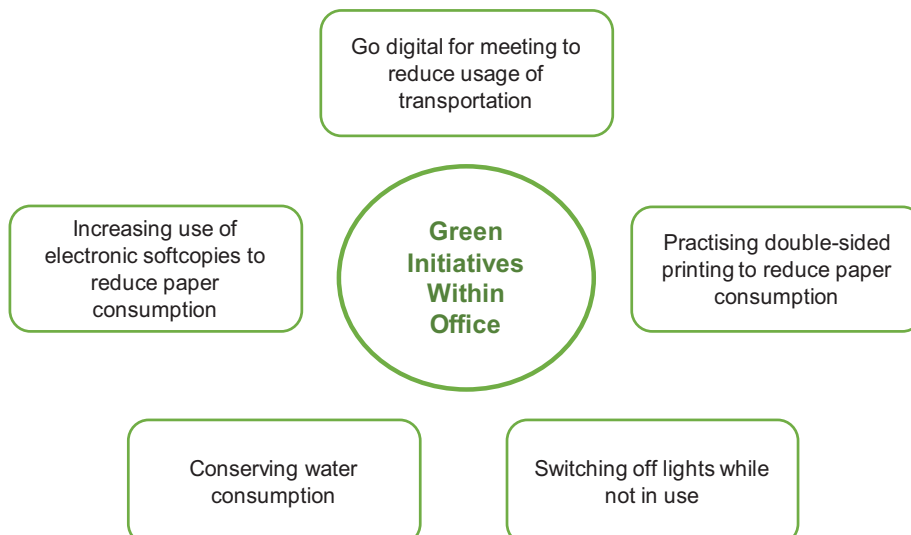 Go digital for meeting to
reduce usage of
transportation
Increasing use of
electronic softcopies to
reduce paper
consumption
Green
Initiatives
Within
Office
Practising double-sided
printing to reduce paper
consumption
Conserving water
consumption
Switching off lights while
not in use